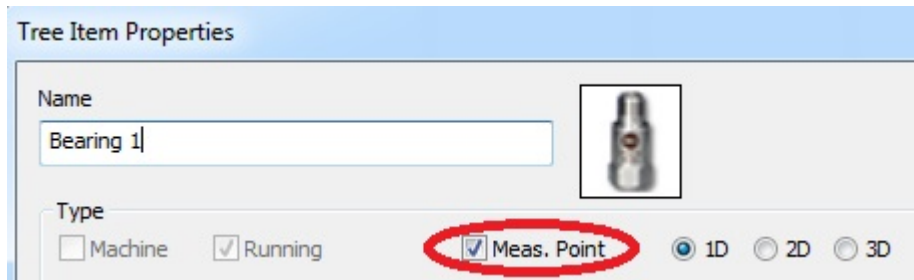 Tree Item Properties
Name
Bearing 1
Type
Machine Running Meas. Point 1D 2D 3D